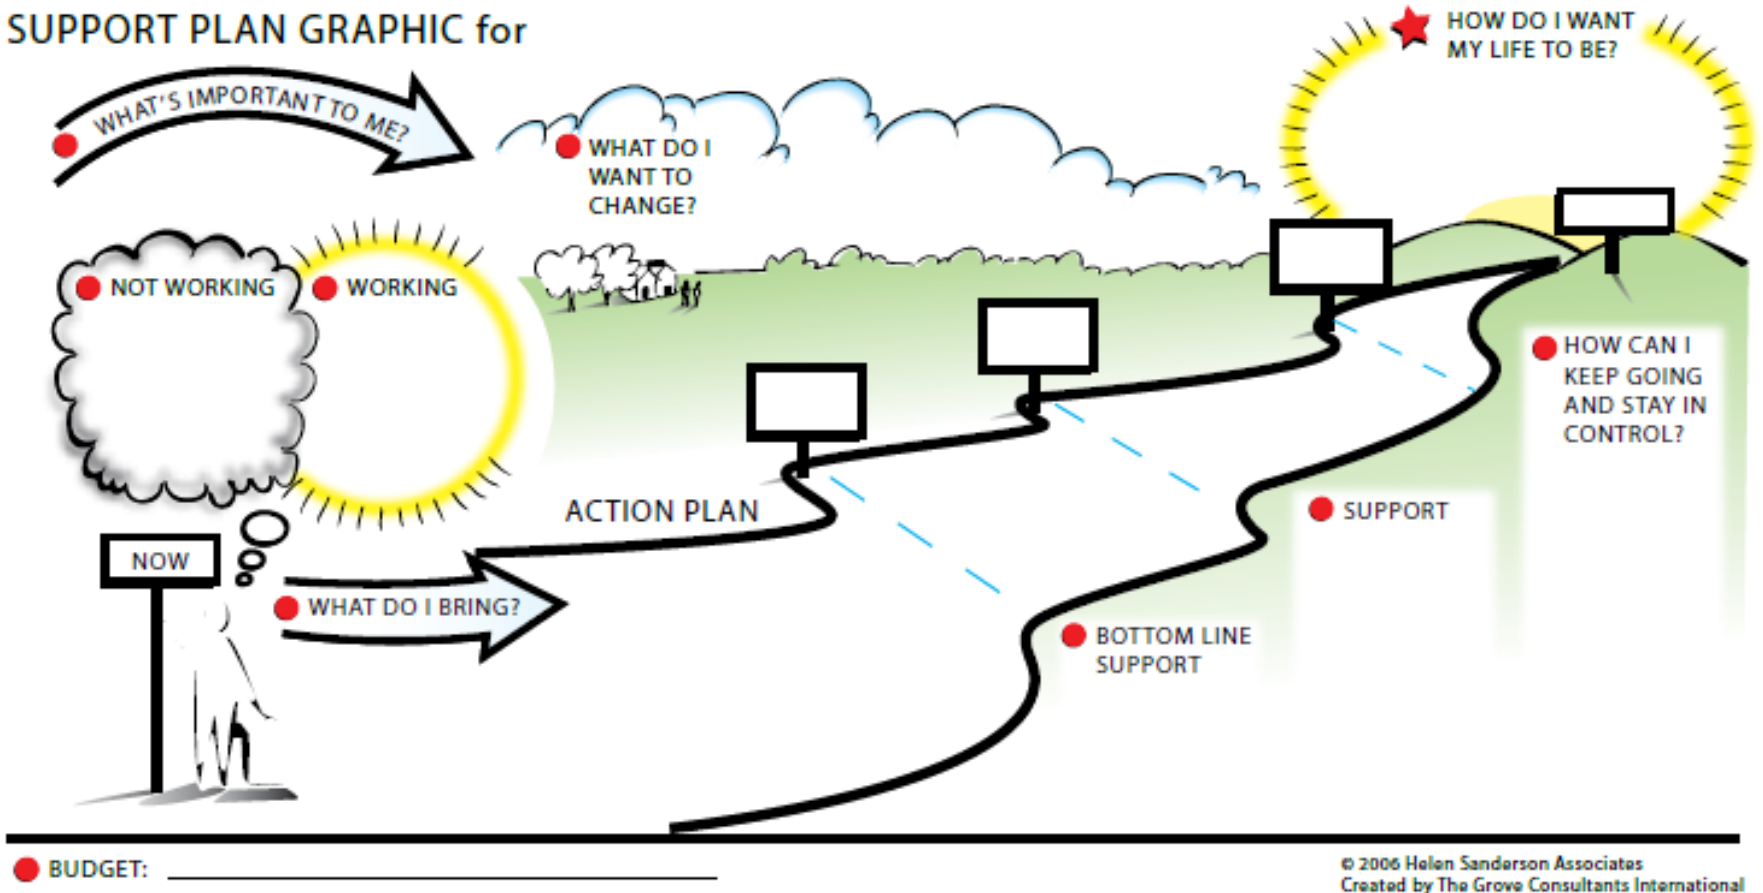 SUPPORT PLAN GRAPHIC for
HOW DO I WANT
MY LIFE TO BE?
WHAT'S IMPORTANT TO ME?
WHAT DO I
WANT TO
CHANGE?
NOT WORKING
WORKING
HOW CAN I
KEEP GOING
AND STAY IN
CONTROL?
ACTION PLAN
SUPPORT
NOW
WHAT DO I BRING?
BOTTOM LINE
SUPPORT
BUDGET:
© 2006 Helen Sanderson Associates
Created by The Grove Consultants International